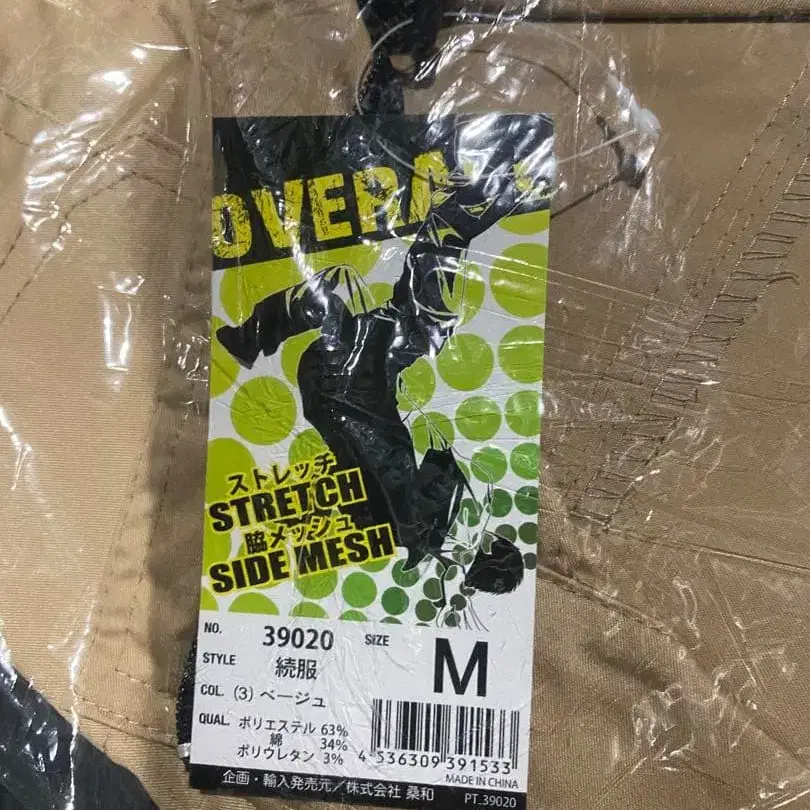 OVERALL
ストレッチ
STRETCH
脇メッシュ
SIDE MESH
NO. 39020 SIZE M
STYLE 続服
COL. (3) ベージュ
QUAL. ポリエステル 63%
綿 34%
ポリウレタン 3%
4 536309 391533
MADE IN CHINA
企画・輸入発売元/株式会社 桑和
PT.39020